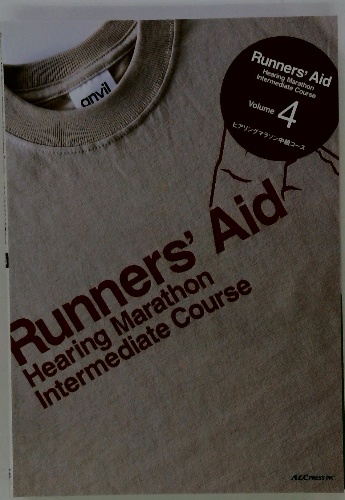 anvil
Runners' Aid
Hearing Marathon
Intermediate Course
Volume 4
ヒアリングマラソン中級コース
Runners' Aid
Hearing Marathon
Intermediate Course
ALC PRESS INC.